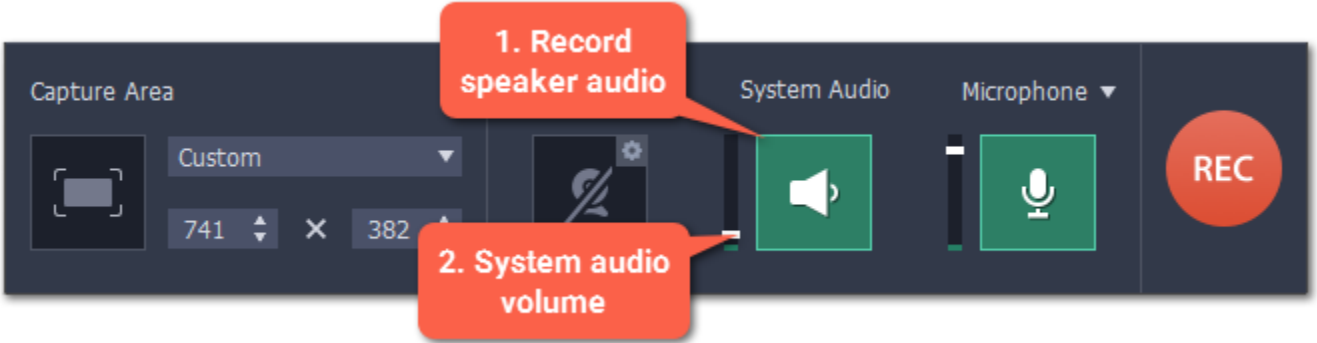 1. Record
speaker audio
Capture Area
System Audio
Microphone
Custom
REC
741
382
2. System audio
volume